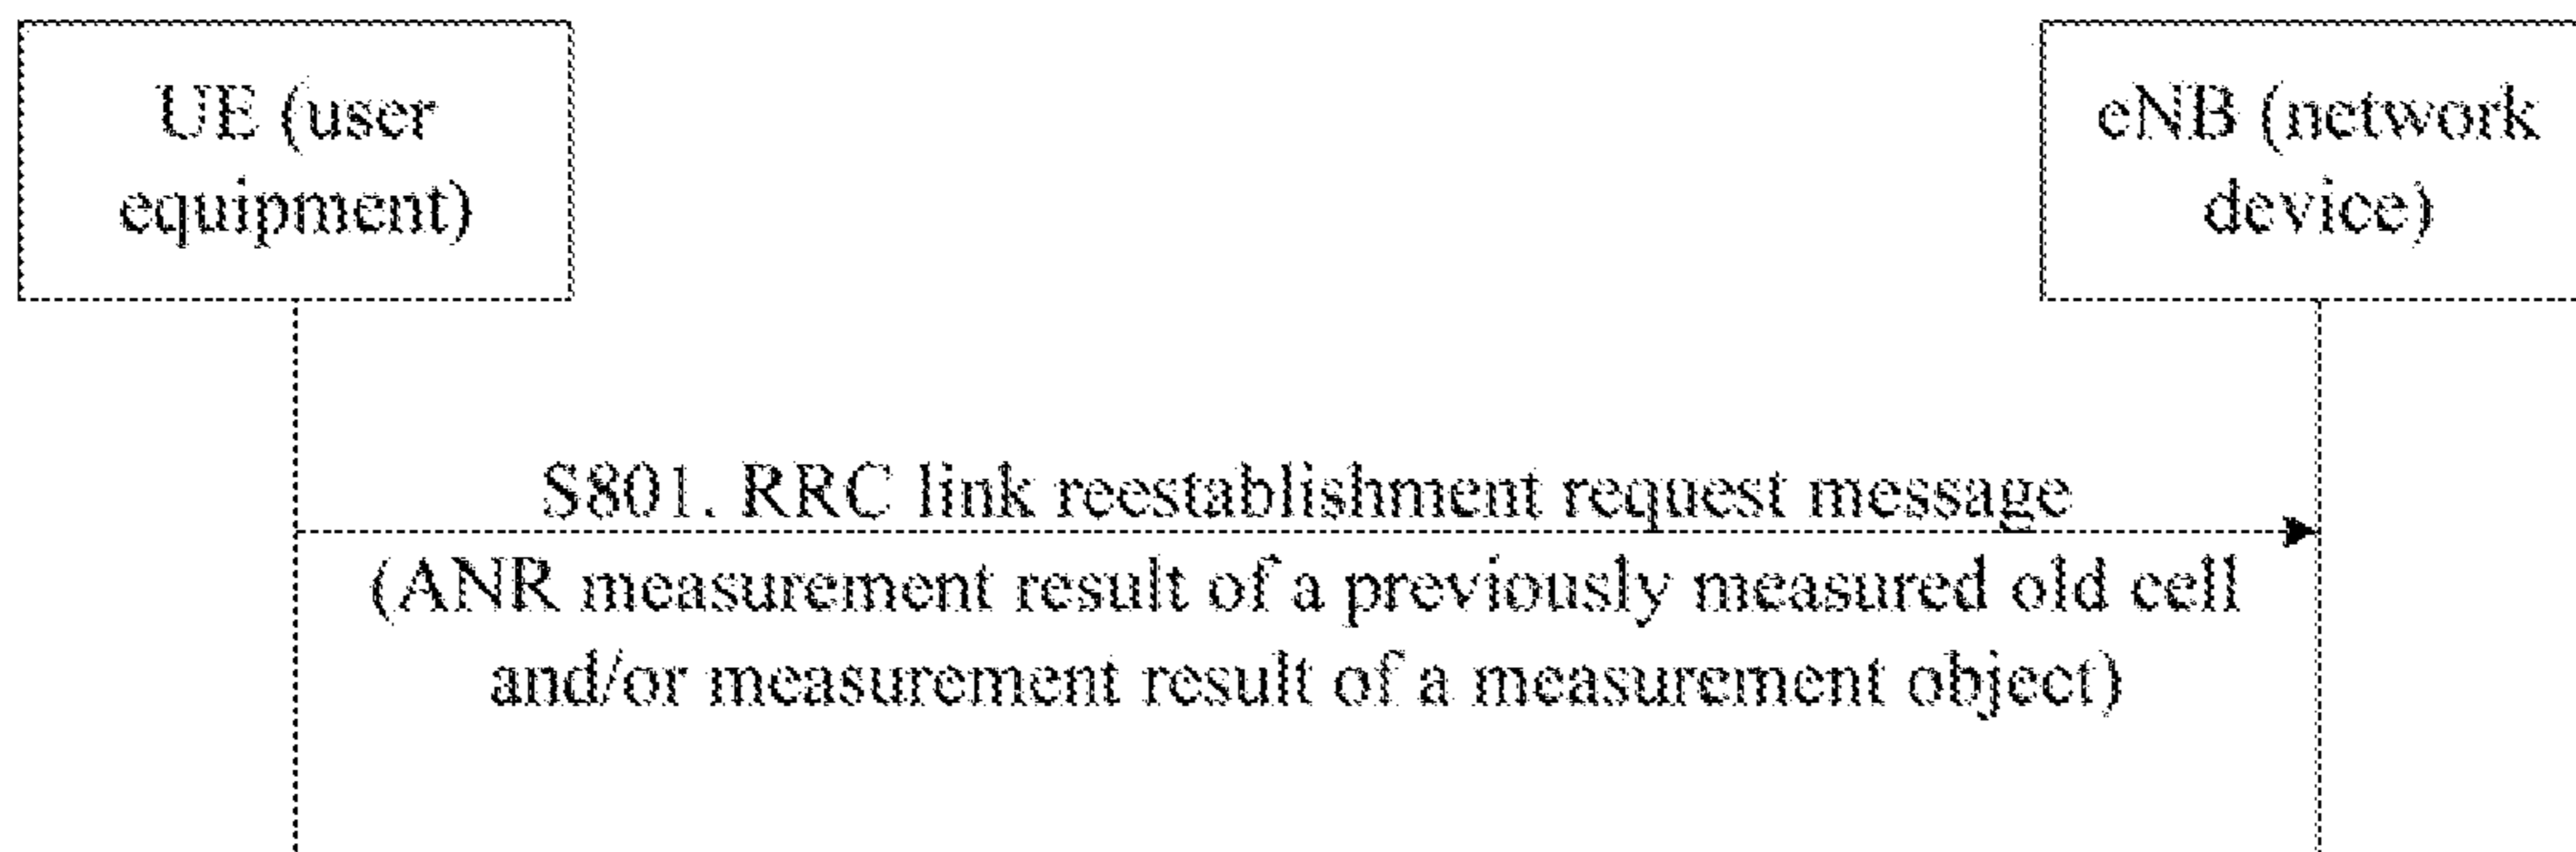 UE (user
equipment)
eNB (network
device)
S801. RRC link reestablishment request message
(ANR measurement result of a previously measured old cell
and/or measurement result of a measurement object)